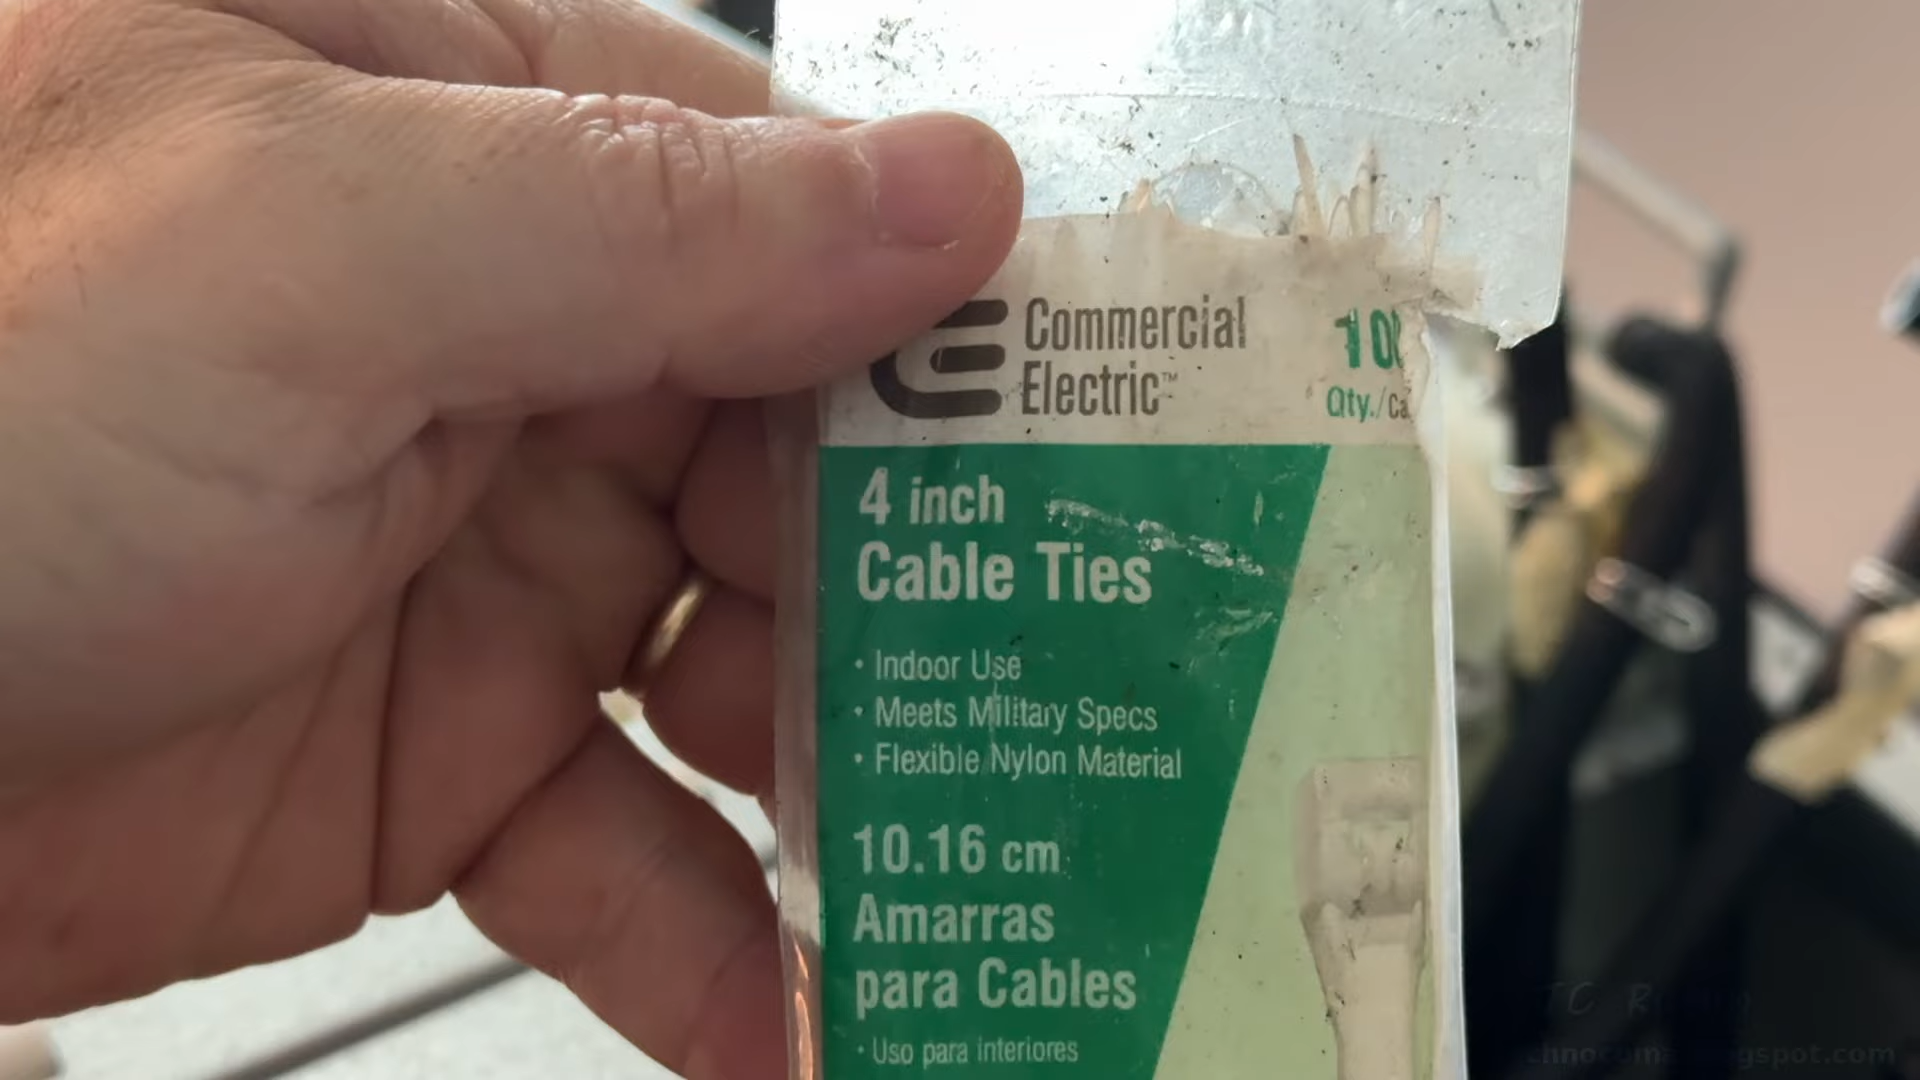 Commercial
Electric™
10
Qty./Ca
4 inch
Cable Ties
• Indoor Use
• Meets Military Specs
• Flexible Nylon Material
10.16 cm
Amarras
para Cables
• Uso para interiores